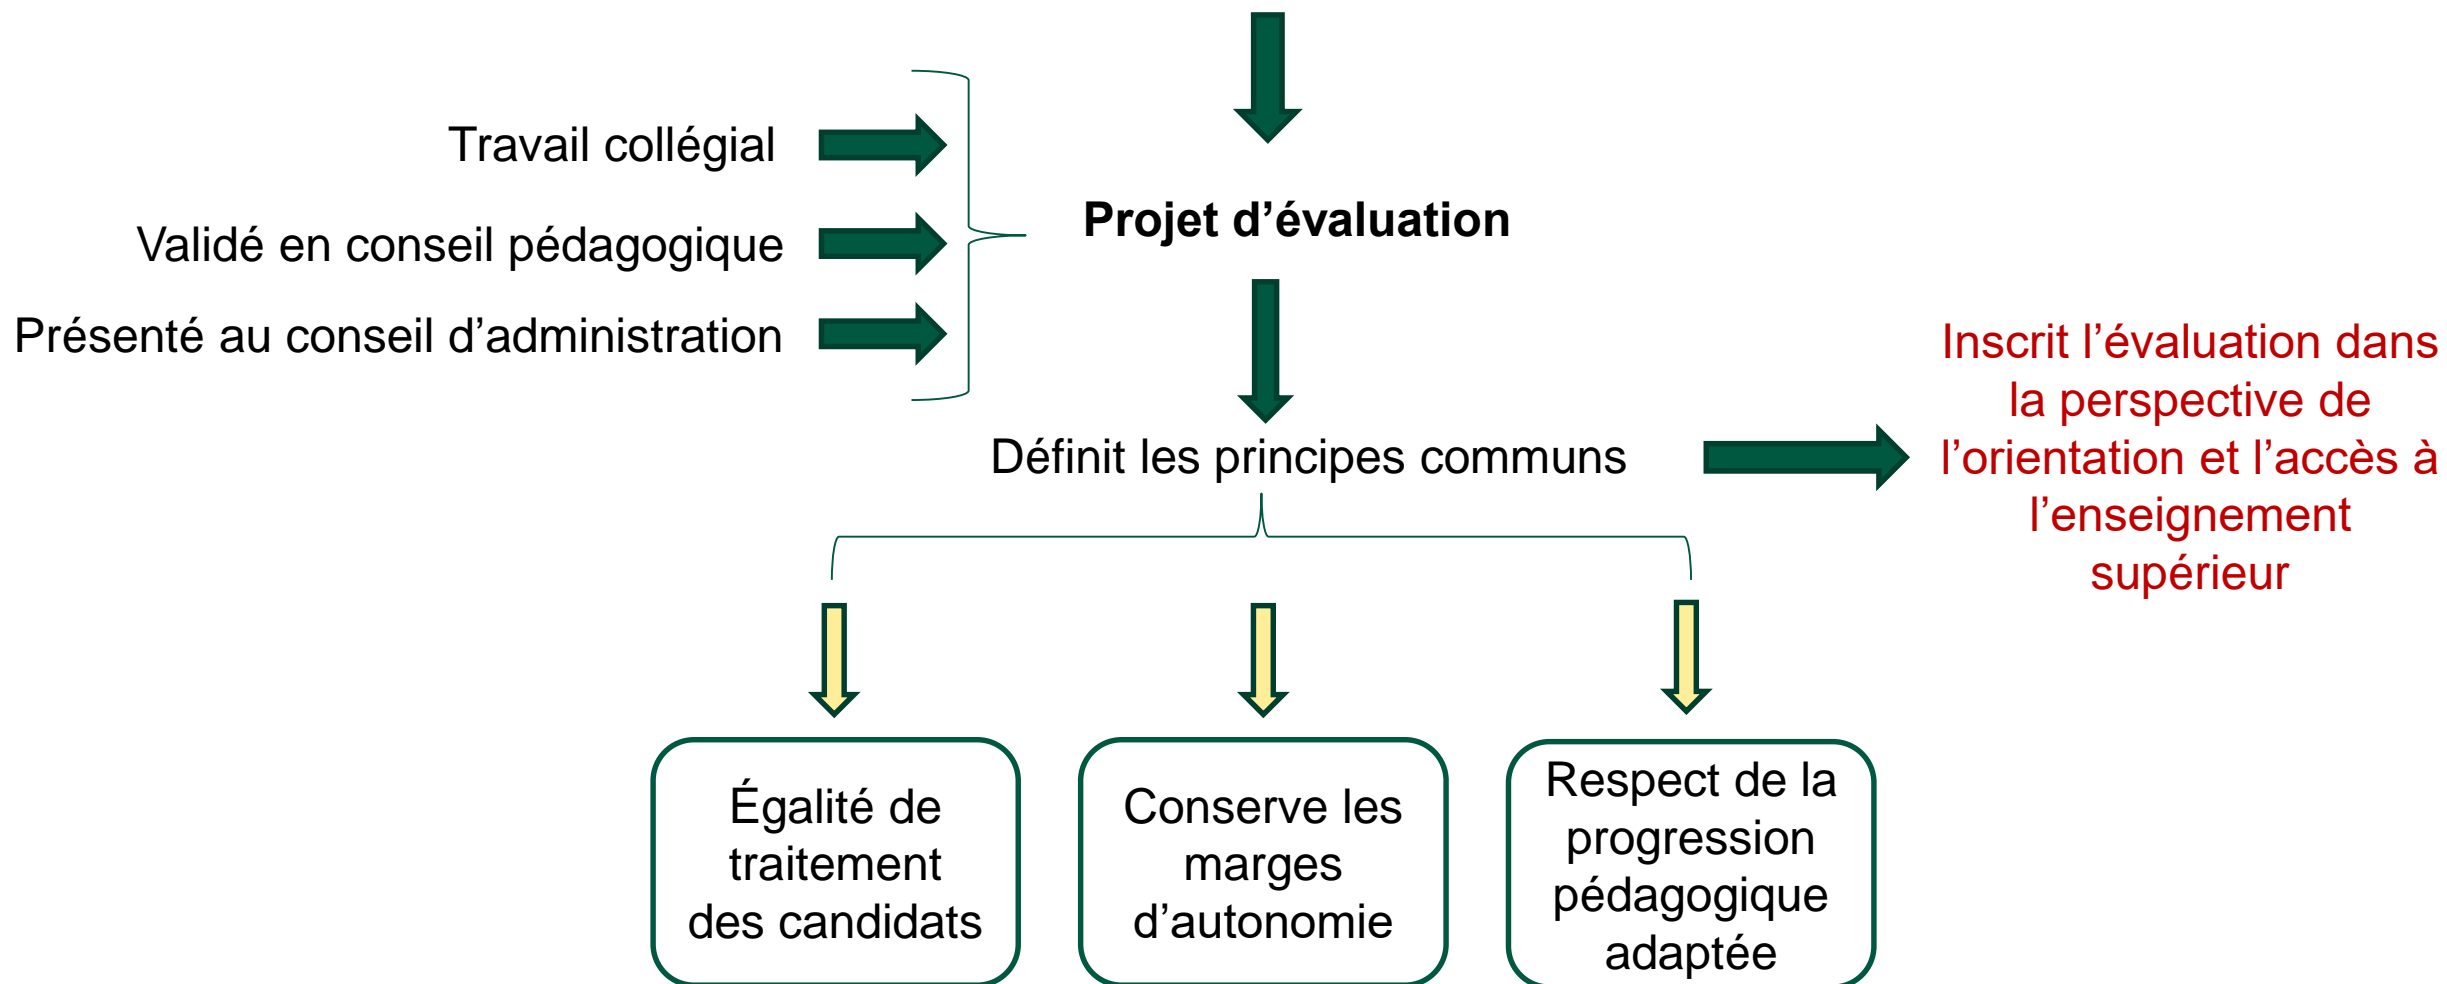 Travail collégial
Validé en conseil pédagogique
Présenté au conseil d’administration
Projet d’évaluation
Définit les principes communs
Inscrit l’évaluation dans
la perspective de
l’orientation et l’accès à
l’enseignement
supérieur
Égalité de
traitement
des candidats
Conserve les
marges
d’autonomie
Respect de la
progression
pédagogique
adaptée